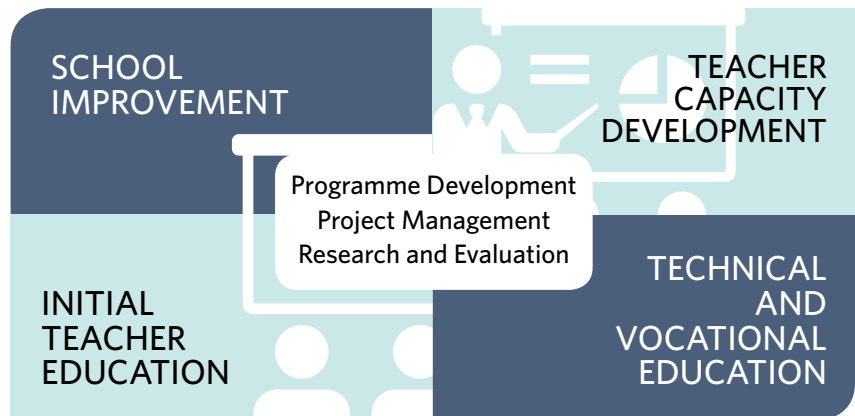 SCHOOL
IMPROVEMENT
TEACHER
CAPACITY
DEVELOPMENT
Programme Development
Project Management
Research and Evaluation
INITIAL
TEACHER
EDUCATION
TECHNICAL
AND
VOCATIONAL
EDUCATION